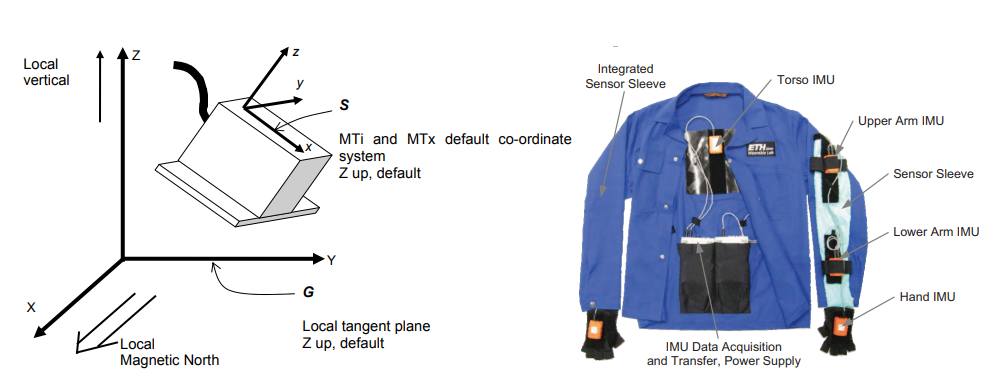 Local
vertical
Z
z
y
S
x
MTi and MTx default co-ordinate
system
Z up, default
Y
X
G
Local
Magnetic North
Local tangent plane
Z up, default
Integrated
Sensor Sleeve
Torso IMU
Upper Arm IMU
ETH
Wearable Lab
Sensor Sleeve
Lower Arm IMU
Hand IMU
IMU Data Acquisition
and Transfer, Power Supply